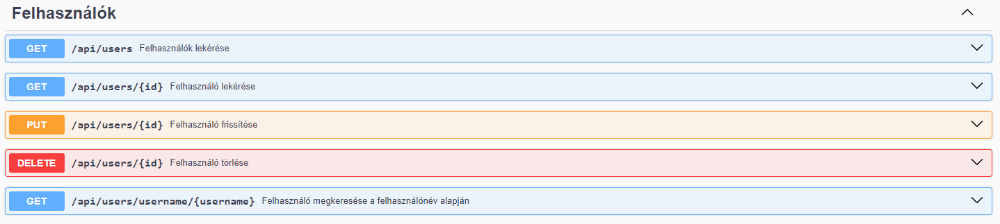 Felhasználók
GET /api/users Felhasználók lekérése
GET /api/users/{id} Felhasználó lekérése
PUT /api/users/{id} Felhasználó frissítése
DELETE /api/users/{id} Felhasználó törlése
GET /api/users/username/{username} Felhasználó megkeresése a felhasználónév alapján